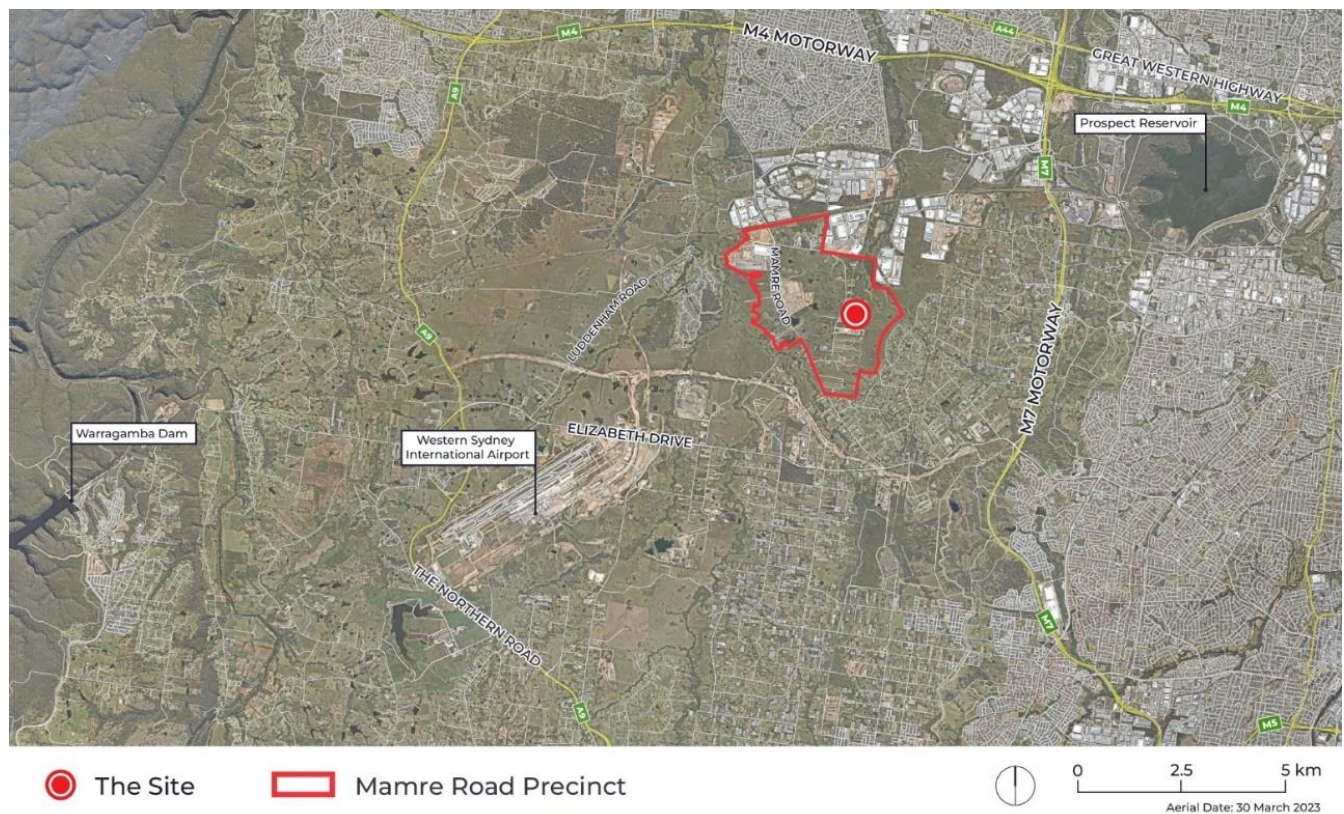 M4
M4 MOTORWAY
A44
GREAT WESTERN HIGHWAY
M4
A9
Prospect Reservoir
M7
MAMRE ROAD
LUDDENHAM ROAD
A9
M7 MOTORWAY
Warragamba Dam
Western Sydney
International Airport
ELIZABETH DRIVE
THE NORTHERN ROAD
M7
A9
M5
The Site
Mamre Road Precinct
0 2.5 5 km
Aerial Date: 30 March 2023